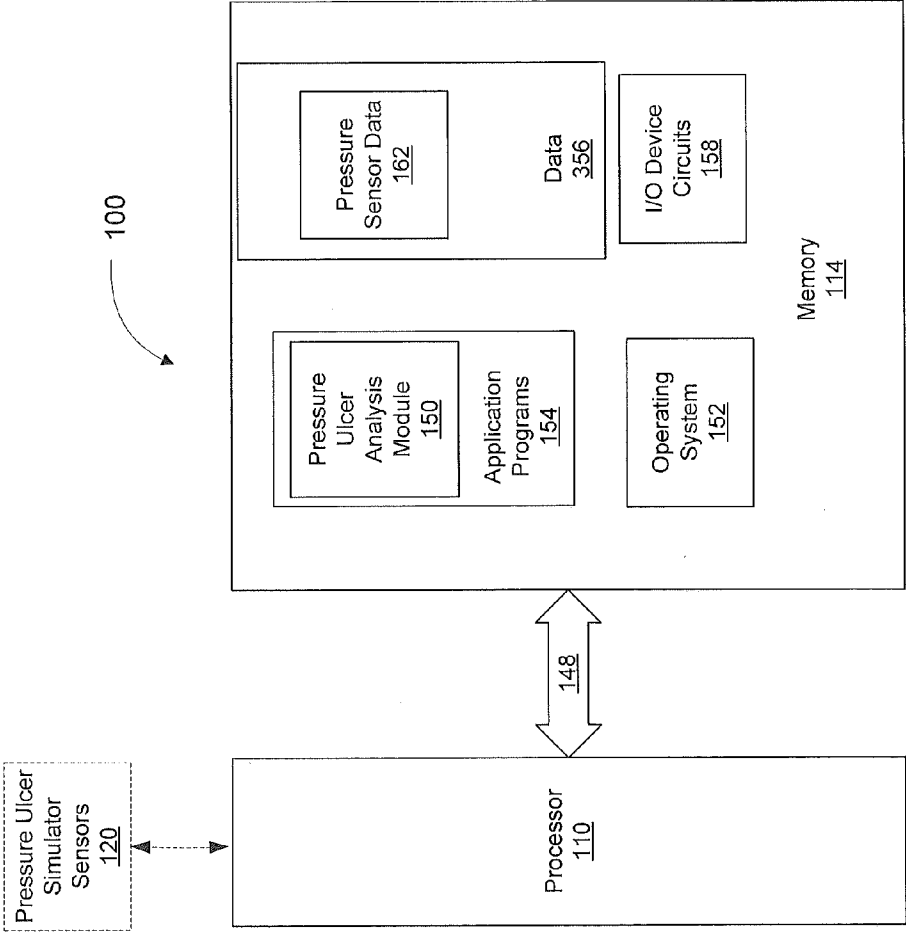 100
Pressure Ulcer
Simulator
Sensors
120
Processor
110
148
Pressure
Ulcer
Analysis
Module
150
Application
Programs
154
Operating
System
152
Pressure
Sensor Data
162
Data
356
I/O Device
Circuits
158
Memory
114